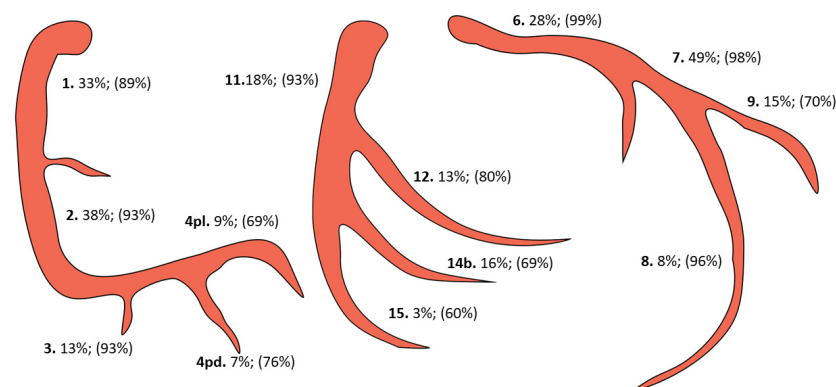 1. 33%; (89%)
2. 38%; (93%)
4pl. 9%; (69%)
3. 13%; (93%)
4pd. 7%; (76%)
11.18%; (93%)
12. 13%; (80%)
14b. 16%; (69%)
15. 3%; (60%)
6. 28%; (99%)
7. 49%; (98%)
9. 15%; (70%)
8. 8%; (96%)